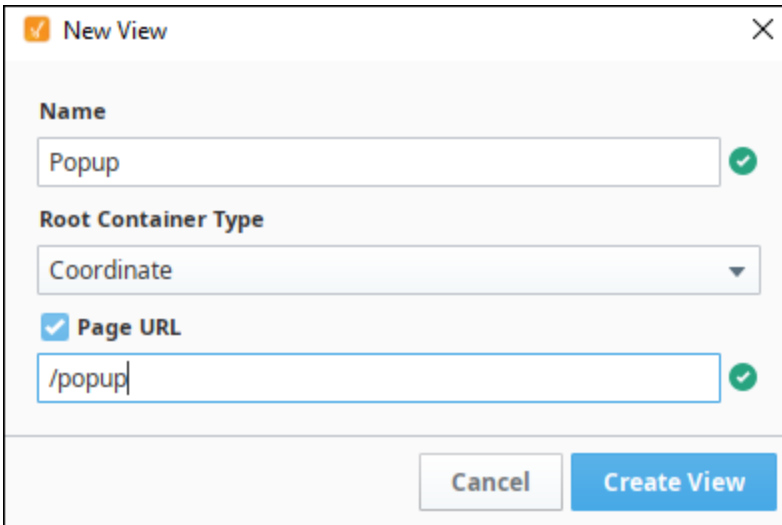 New View
Name
Popup
Root Container Type
Coordinate
Page URL
/popup
Cancel
Create View